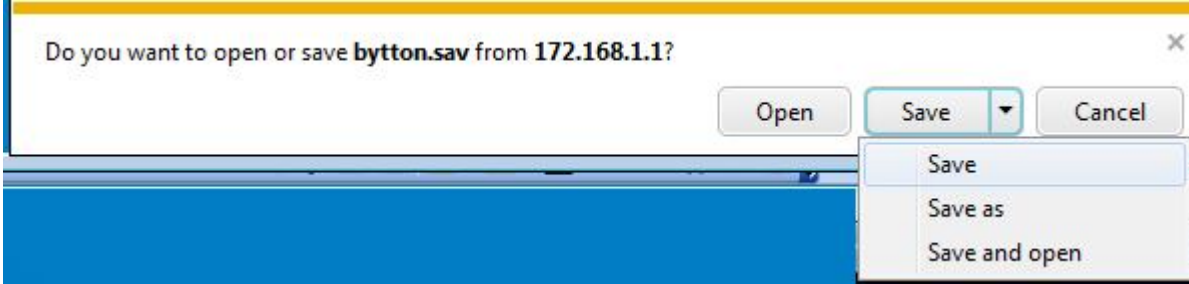 Do you want to open or save bytton.sav from 172.168.1.1?
Open Save Cancel
Save
Save as
Save and open